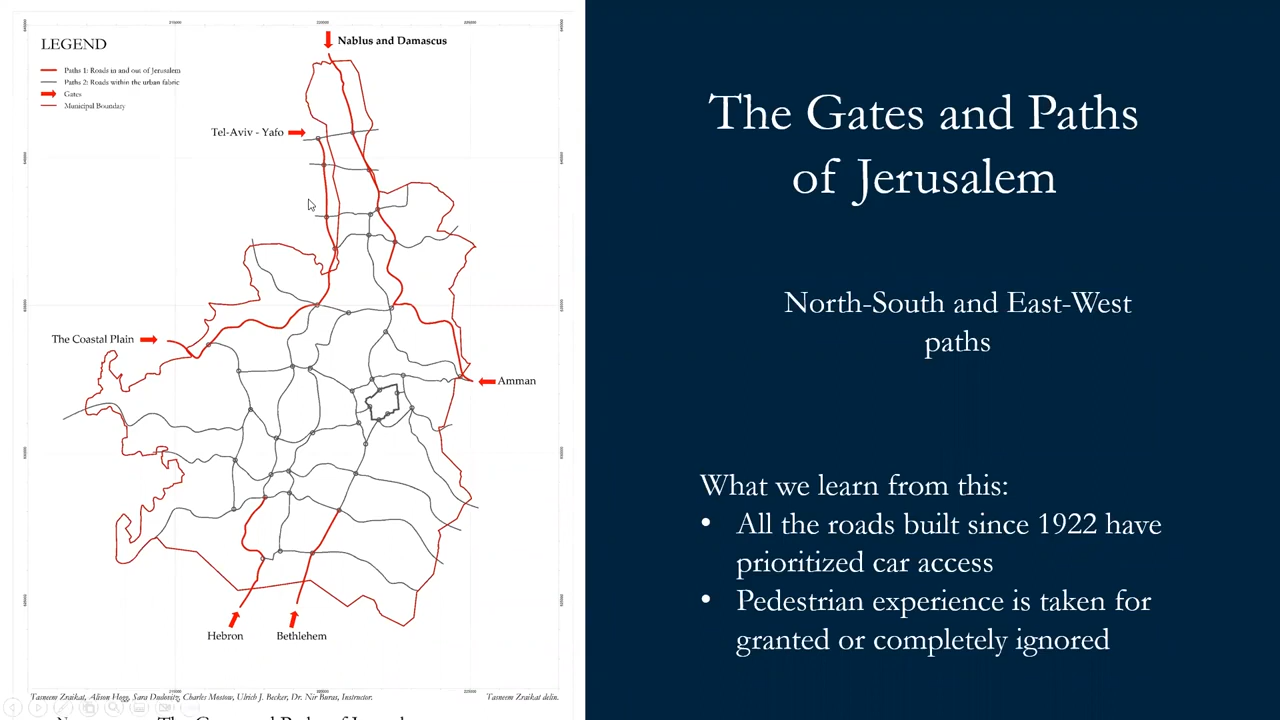 LEGEND
Paths 1: Roads in and out of Jerusalem
Paths 2: Roads within the urban fabric
Gates
Municipal Boundary
Nablus and Damascus
Tel-Aviv - Yafo
The Coastal Plain
Amman
Hebron
Bethlehem
Tasneem Zraikat, Alison Hogg, Sara Dudovitz, Charles Mostow, Ulrich J. Becker, Dr. Nir Buras, Instructor.
Tasneem Zraikat delin.
The Gates and Paths
of Jerusalem
North-South and East-West
paths
What we learn from this:
• All the roads built since 1922 have
prioritized car access
• Pedestrian experience is taken for
granted or completely ignored